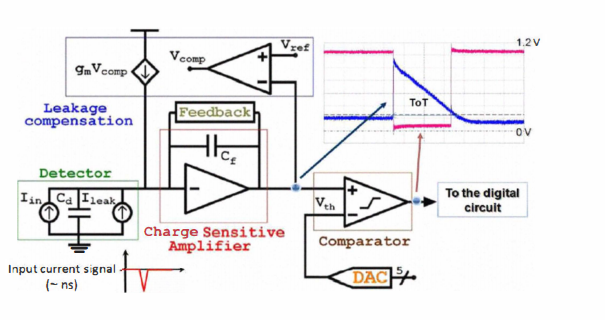 Vcomp
Vref
+
−
gmVcomp
Leakage
compensation
Feedback
Cf
1.2 V
ToT
0V
Detector
Iin Cd Ileak
−
Charge Sensitive
Amplifier
Vth
+
−
Comparator
To the digital
circuit
Input current signal
(~ ns)
DAC
5